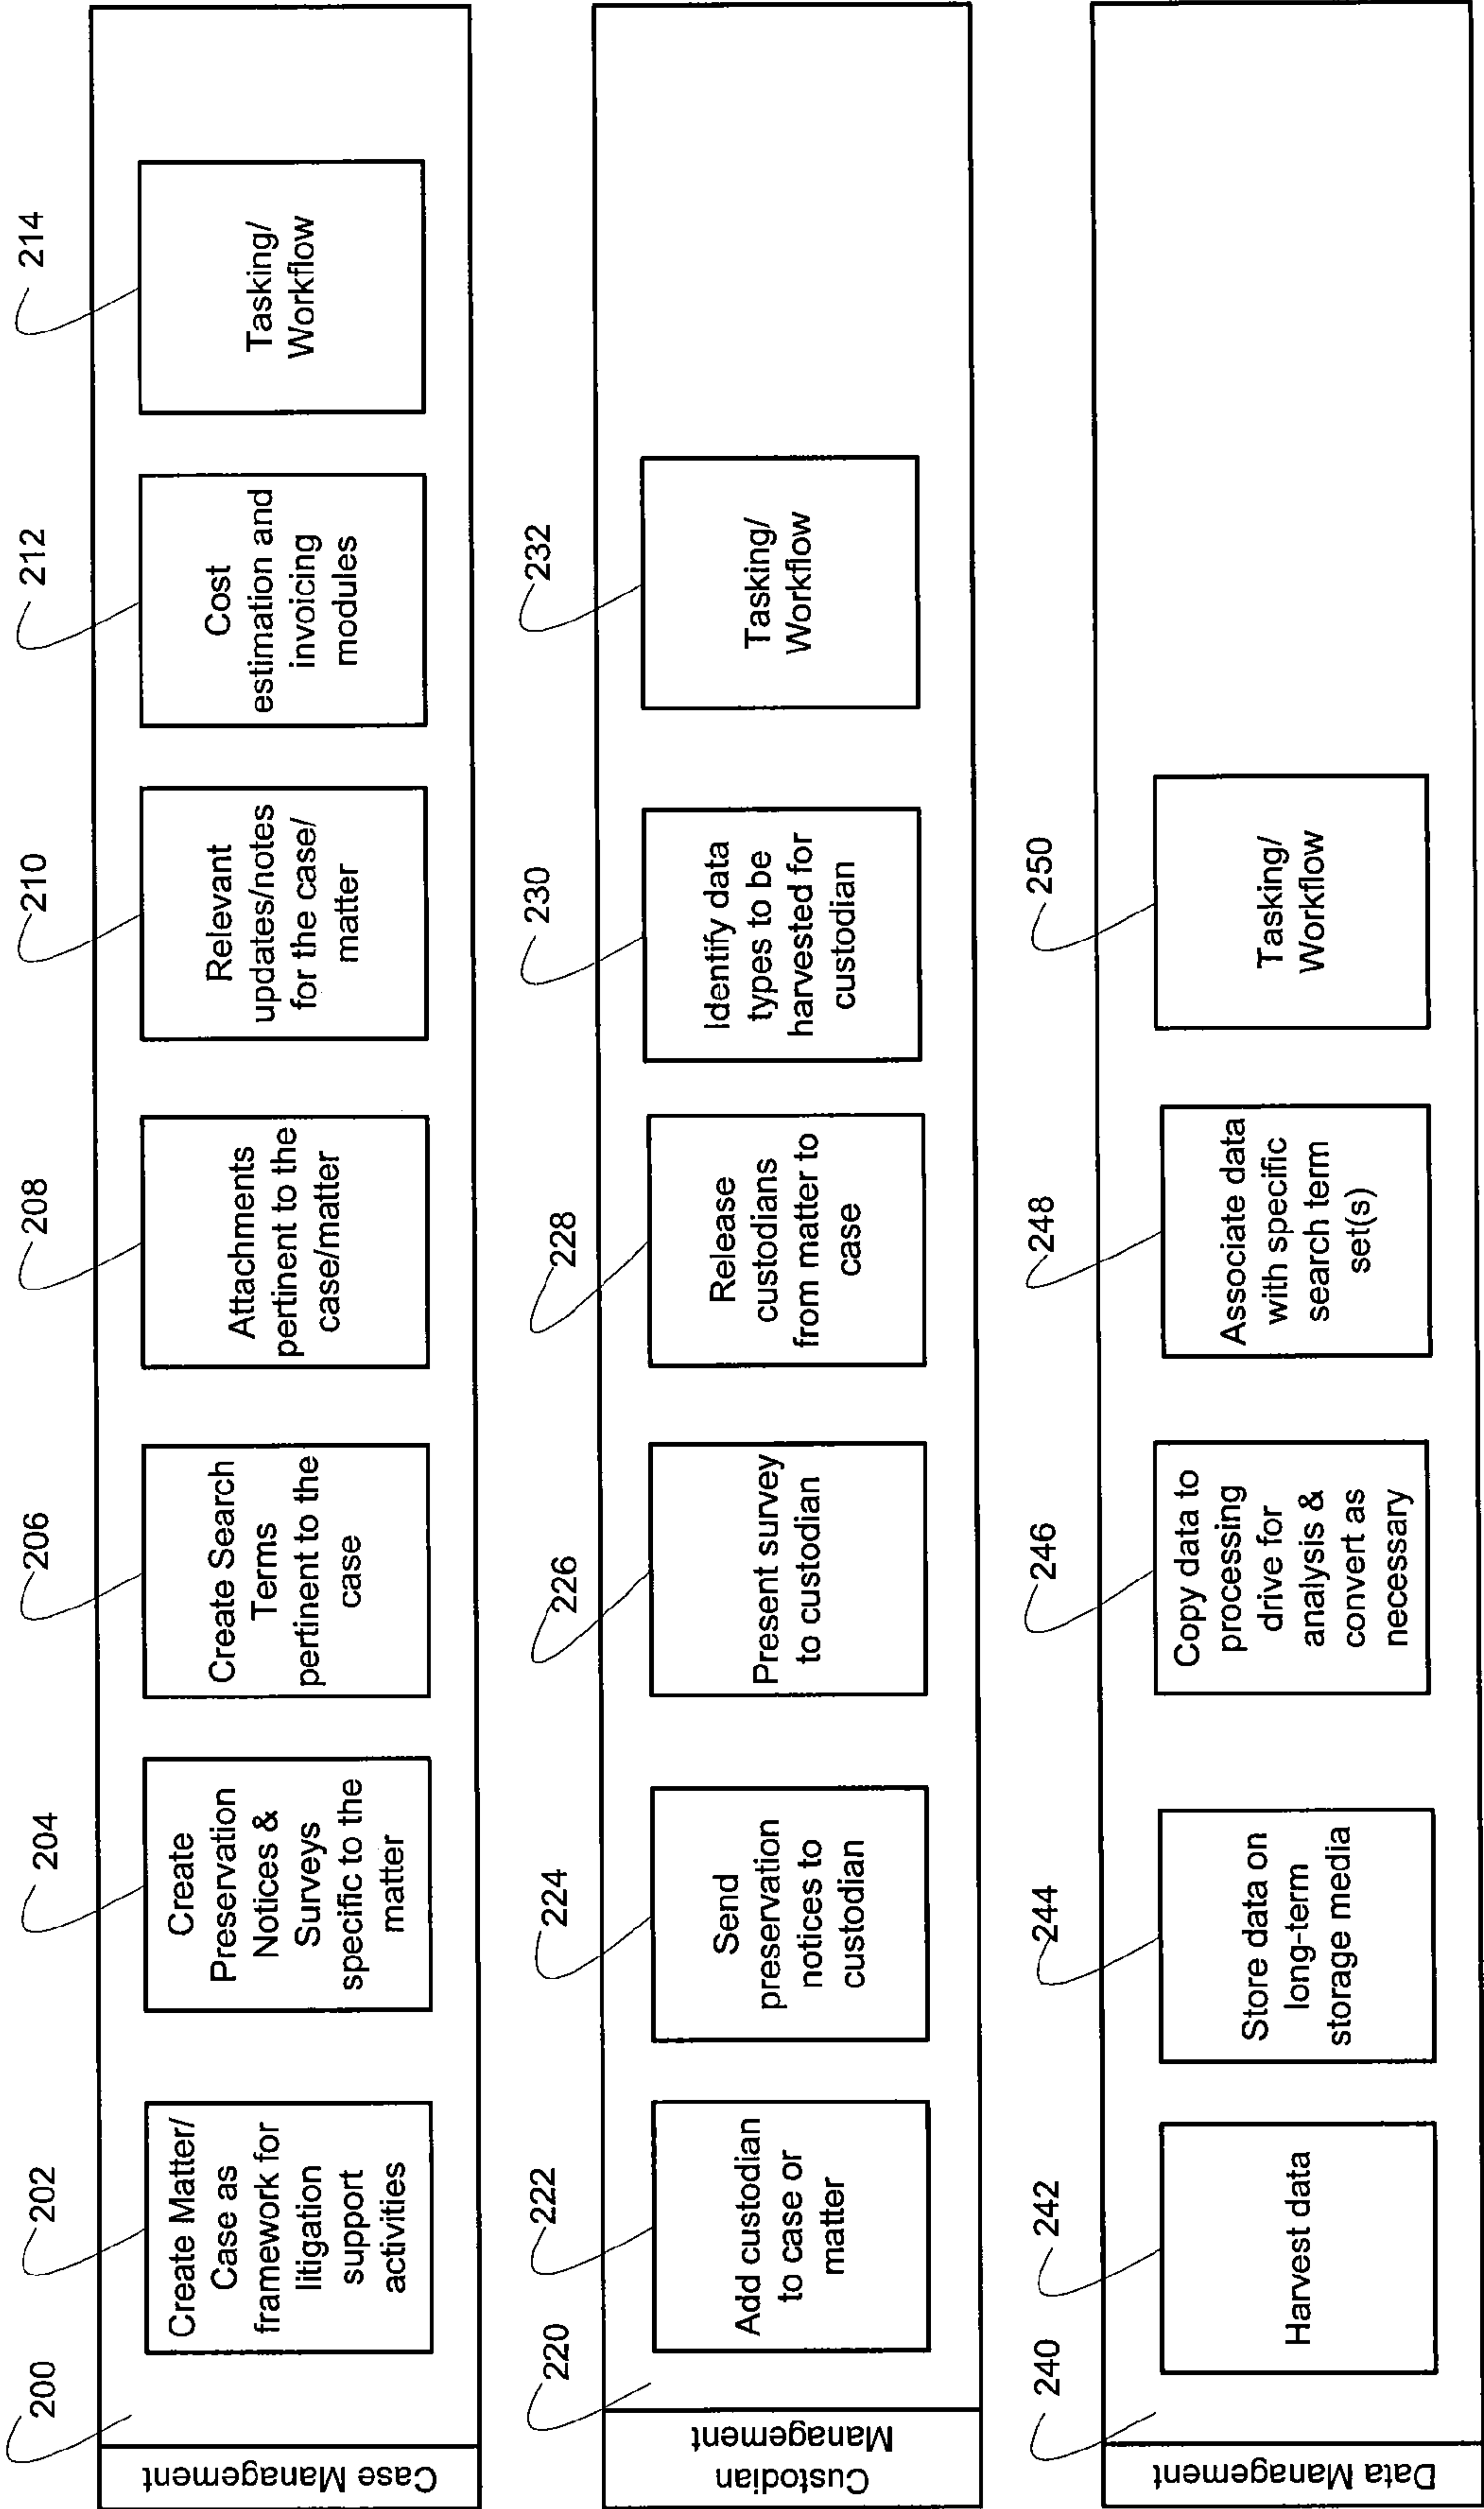 Case Management
200
202
Create Matter/
Case as
framework for
litigation
support
activities
204
Create
Preservation
Notices &
Surveys
specific to the
matter
206
Create Search
Terms
pertinent to the
case
208
Attachments
pertinent to the
case/matter
210
Relevant
updates/notes
for the case/
matter
212
Cost
estimation and
invoicing
modules
214
Tasking/
Workflow
Custodian
Management
220
222
Add custodian
to case or
matter
224
Send
preservation
notices to
custodian
226
Present survey
to custodian
228
Release
custodians
from matter to
case
230
Identify data
types to be
harvested for
custodian
232
Tasking/
Workflow
Data Management
240
242
Harvest data
244
Store data on
long-term
storage media
246
Copy data to
processing
drive for
analysis &
convert as
necessary
248
Associate data
with specific
search term
set(s)
250
Tasking/
Workflow